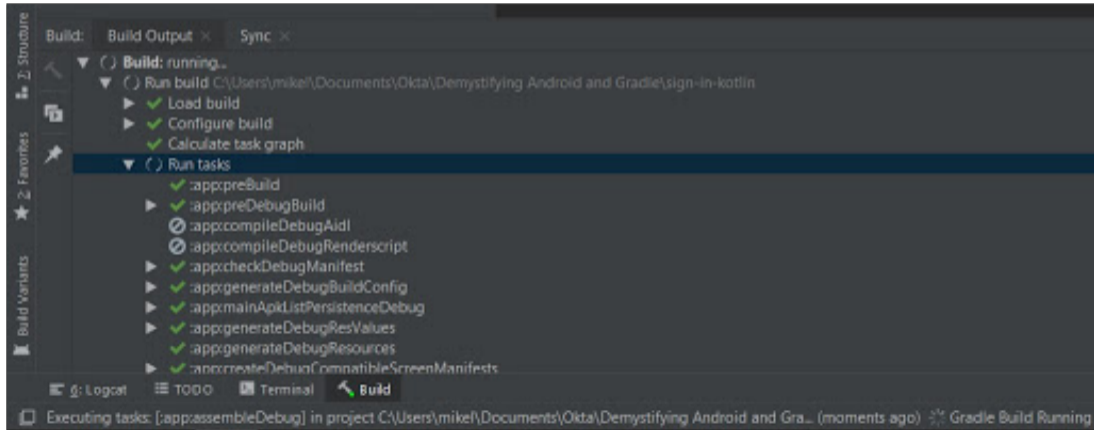 Build: Build Output Sync
Build: running...
Run build C:\Users\mikel\Documents\Okta\Demystifying Android and Gradle\sign-in-kotlin
Load build
Configure build
Calculate task graph
Run tasks
:app:preBuild
:app:preDebugBuild
:app:compileDebugAidl
:app:compileDebugRenderscript
:app:checkDebugManifest
:app:generateDebugBuildConfig
:app:mainApkListPersistenceDebug
:app:generateDebugResValues
:app:generateDebugResources
:app:createDebugCompatibleScreenManifests
Z: Structure
2: Favorites
Build Variants
6: Logcat TODO Terminal Build
Executing tasks: [:app:assembleDebug] in project C:\Users\mikel\Documents\Okta\Demystifying Android and Gra... (moments ago) Gradle Build Running